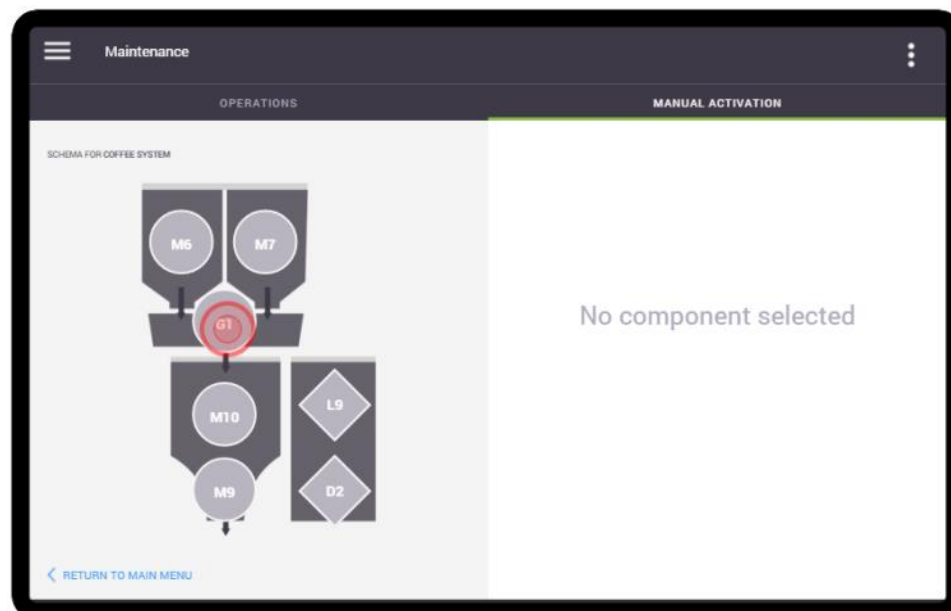 Maintenance
OPERATIONS
MANUAL ACTIVATION
SCHEMA FOR COFFEE SYSTEM
M6
M7
G1
No component selected
M10
L9
M9
D2
RETURN TO MAIN MENU